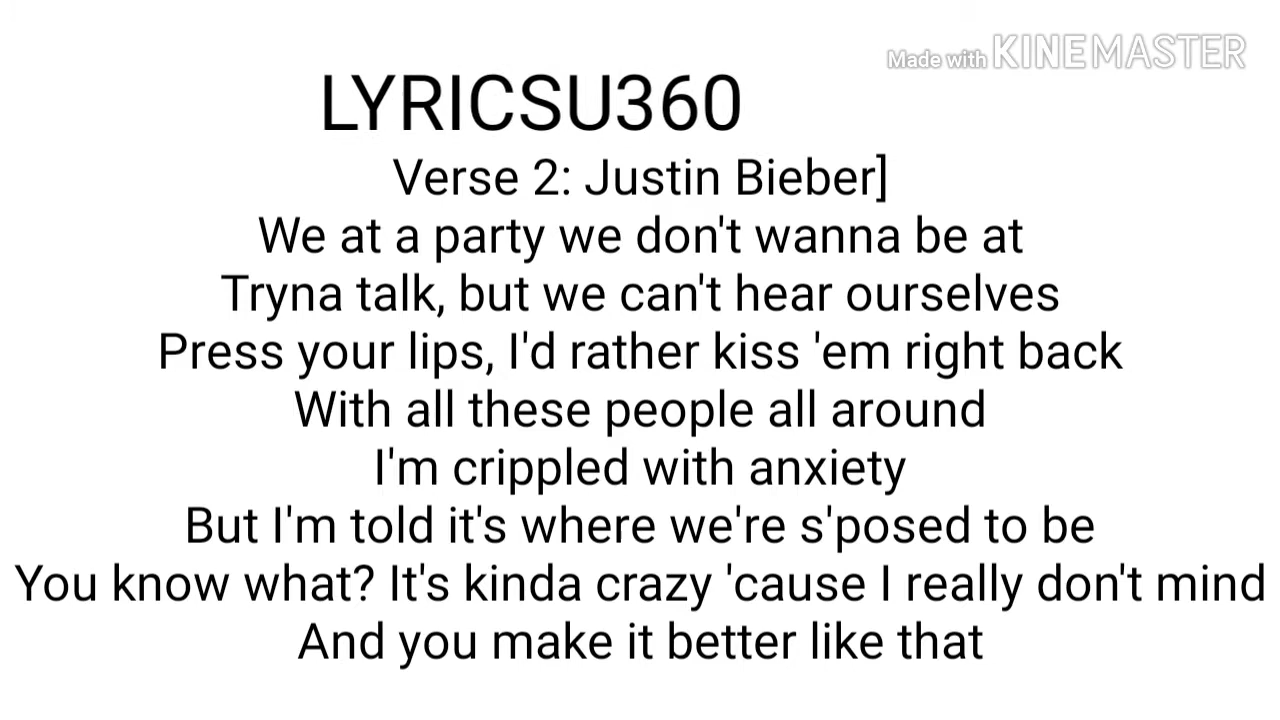 Made with KINEMASTER
LYRICSU360
Verse 2: Justin Bieber]
We at a party we don't wanna be at
Tryna talk, but we can't hear ourselves
Press your lips, I'd rather kiss 'em right back
With all these people all around
I'm crippled with anxiety
But I'm told it's where we're s'posed to be
You know what? It's kinda crazy 'cause I really don't mind
And you make it better like that